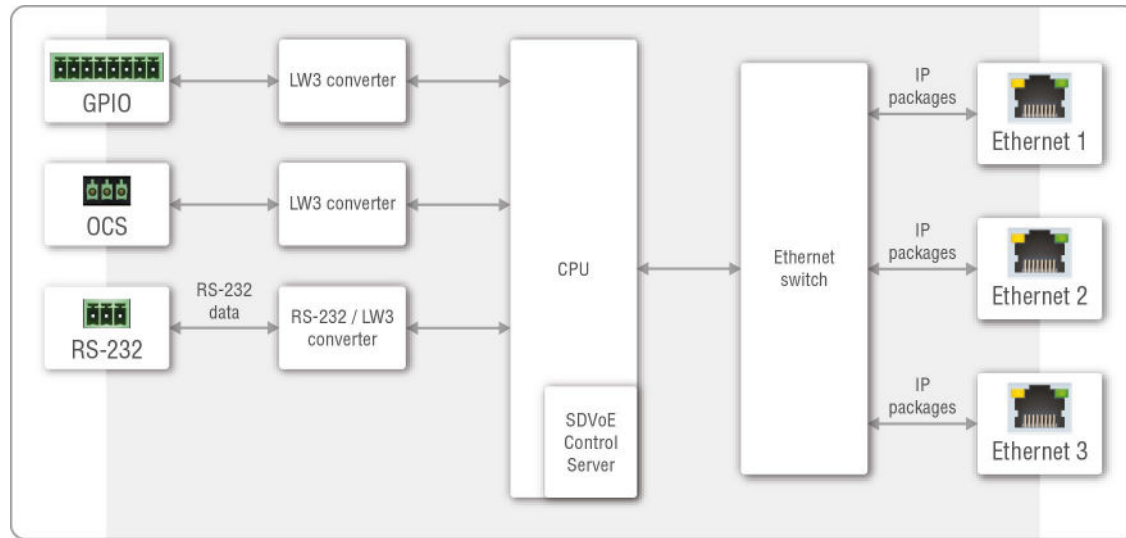 GPIO
LW3 converter
OCS
LW3 converter
RS-232
data
RS-232
RS-232 / LW3
converter
CPU
SDVoE
Control
Server
Ethernet
switch
IP
packages
Ethernet 1
IP
packages
Ethernet 2
IP
packages
Ethernet 3